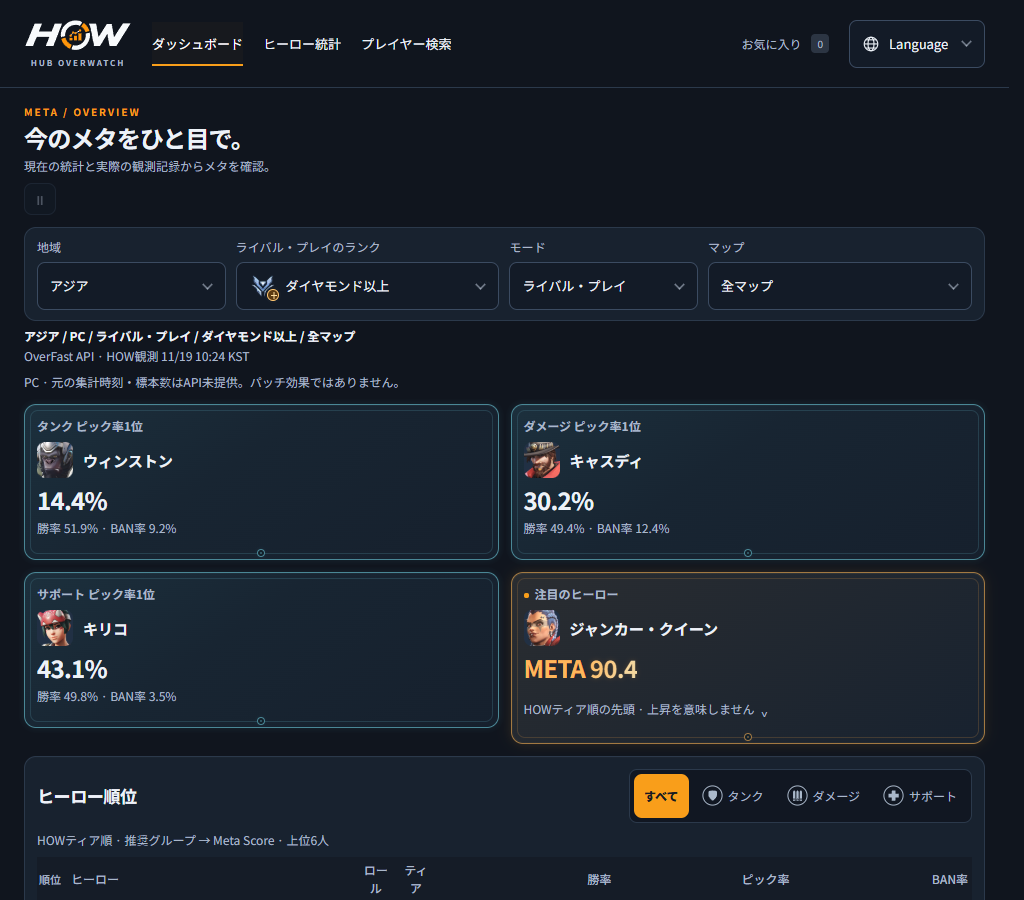 HOW
HUB OVERWATCH
ダッシュボード
ヒーロー統計
プレイヤー検索
お気に入り 0
Language
META / OVERVIEW
今のメタをひと目で。
現在の統計と実際の観測記録からメタを確認。
地域
ライバル・プレイのランク
モード
マップ
アジア
ダイヤモンド以上
ライバル・プレイ
全マップ
アジア / PC / ライバル・プレイ / ダイヤモンド以上 / 全マップ
OverFast API · HOW観測 11/19 10:24 KST
PC · 元の集計時刻・標本数はAPI未提供。パッチ効果ではありません。
タンク ピック率1位
ウィンストン
14.4%
勝率 51.9% · BAN率 9.2%
ダメージ ピック率1位
キャスディ
30.2%
勝率 49.4% · BAN率 12.4%
サポート ピック率1位
キリコ
43.1%
勝率 49.8% · BAN率 3.5%
注目のヒーロー
ジャンカー・クイーン
META 90.4
HOWティア順の先頭 · 上昇を意味しません
ヒーロー順位
すべて
タンク
ダメージ
サポート
HOWティア順 · 推奨グループ → Meta Score · 上位6人
順位
ヒーロー
ロール
ティア
勝率
ピック率
BAN率